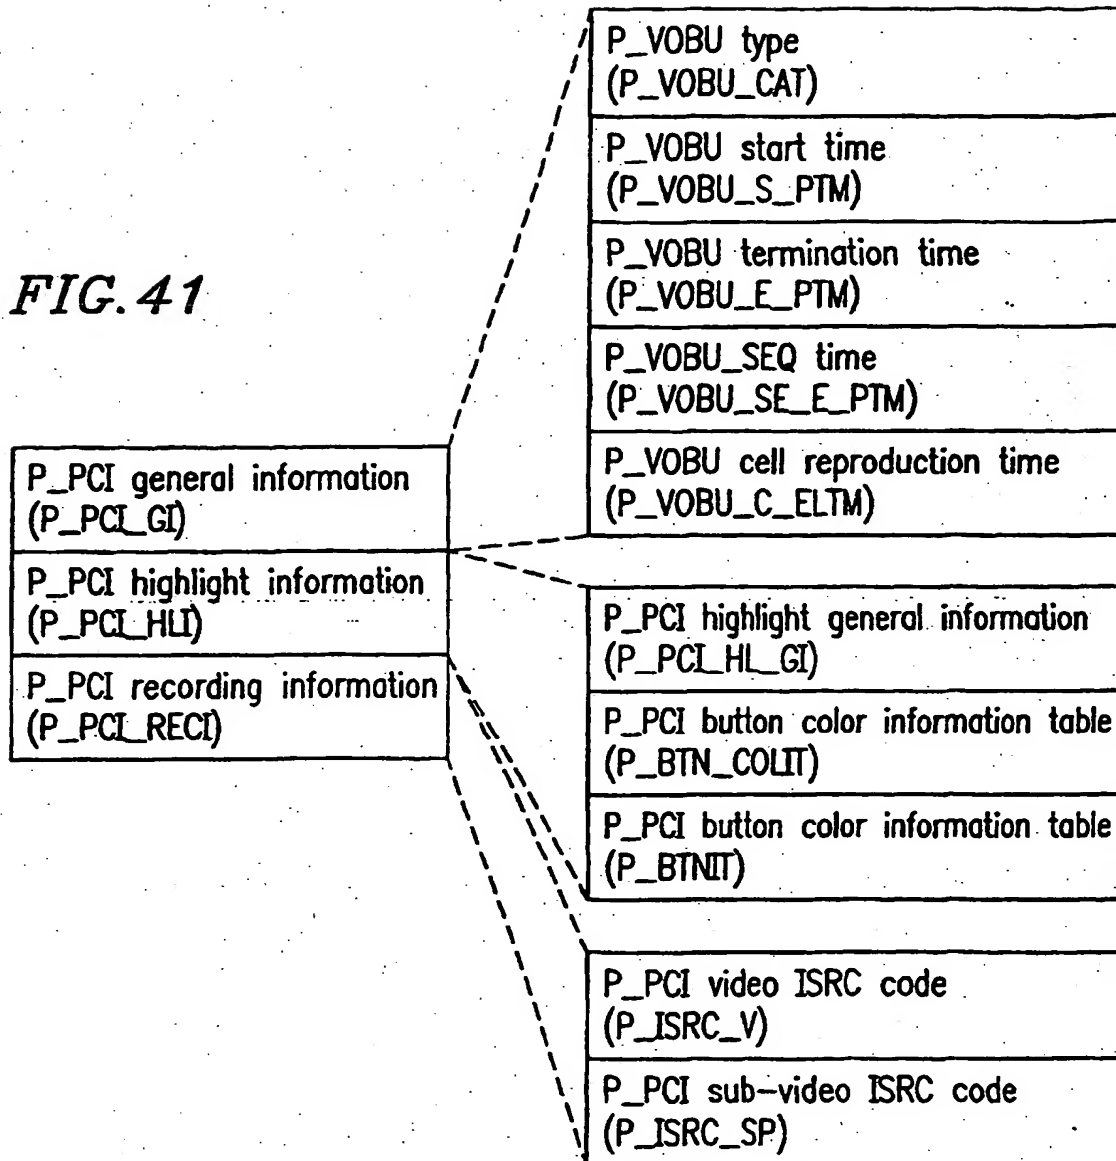 FIG. 41
P_PCI general information
(P_PCI_GI)
P_PCI highlight information
(P_PCI_HLI)
P_PCI recording information
(P_PCI_RECI)
P_VOBU type
(P_VOBU_CAT)
P_VOBU start time
(P_VOBU_S_PTM)
P_VOBU termination time
(P_VOBU_E_PTM)
P_VOBU_SEQ time
(P_VOBU_SE_E_PTM)
P_VOBU cell reproduction time
(P_VOBU_C_ELTM)
P_PCI highlight general information
(P_PCI_HL_GI)
P_PCI button color information table
(P_BTN_COLIT)
P_PCI button color information table
(P_BTNIT)
P_PCI video ISRC code
(P_ISRC_V)
P_PCI sub-video ISRC code
(P_ISRC_SP)